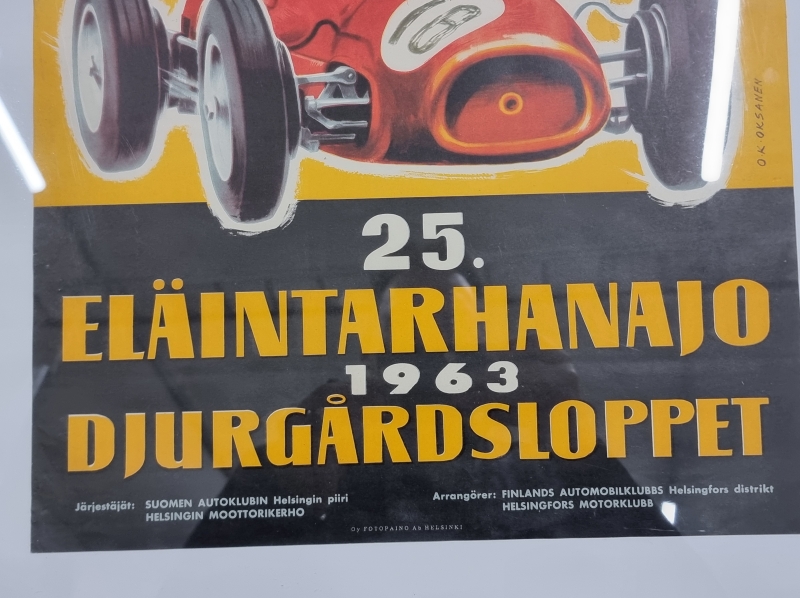 18
O K OKSANEN
25.
ELÄINTARHANAJO
1963
DJURGÅRDSLOPPET
Järjestäjät: SUOMEN AUTOKLUBIN Helsingin piiri
HELSINGIN MOOTTORIKERHO
Arrangörer: FINLANDS AUTOMOBILKLUBBS Helsingfors distrikt
HELSINGFORS MOTORKLUBB
Oy FOTOPAINO AB HELSINKI